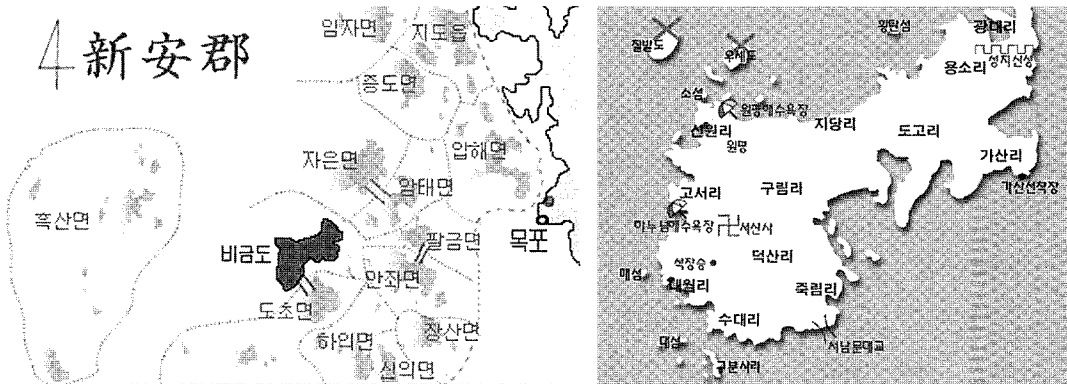 4 新安郡
임자면
지도읍
증도면
자은면
압해면
암태면
흑산면
비금도
팔금면
목포
안좌면
도초면
하의면
장산면
신의면
칠발도
우세도
황탄섬
광대리
성치산성
용소리
소섬
원평해수욕장
선원리
원평
지당리
도고리
가산리
가산선착장
고서리
구림리
하누넘해수욕장
서산사
덕산리
석장승
매섬
내월리
죽림리
수대리
서남문대교
대섬